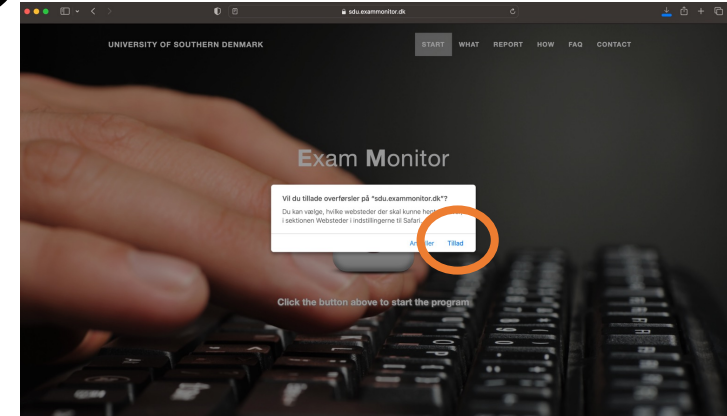 sdu.exammonitor.dk
UNIVERSITY OF SOUTHERN DENMARK
START WHAT REPORT HOW FAQ CONTACT
Exam Monitor
Vil du tillade overførsler på "sdu.exammonitor.dk"?
Du kan vælge, hvilke websteder der skal kunne
i sektionen Websteder i indstillingerne til Safari.
Tillad
Click the button above to start the program